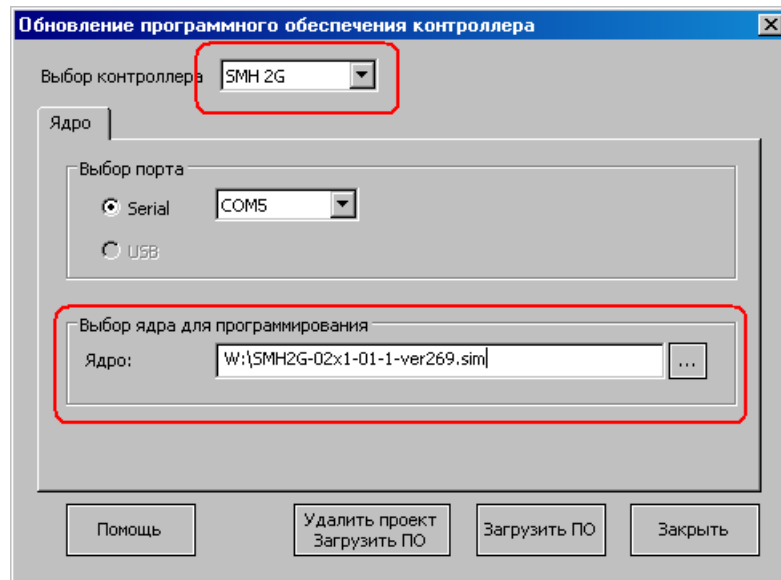 Обновление программного обеспечения контроллера
Выбор контроллера SMH 2G
Ядро
Выбор порта
Serial COM5
USB
Выбор ядра для программирования
Ядро: W:\SMH2G-02x1-01-1-ver269.sim ...
Помощь
Удалить проект
Загрузить ПО
Загрузить ПО
Закрыть